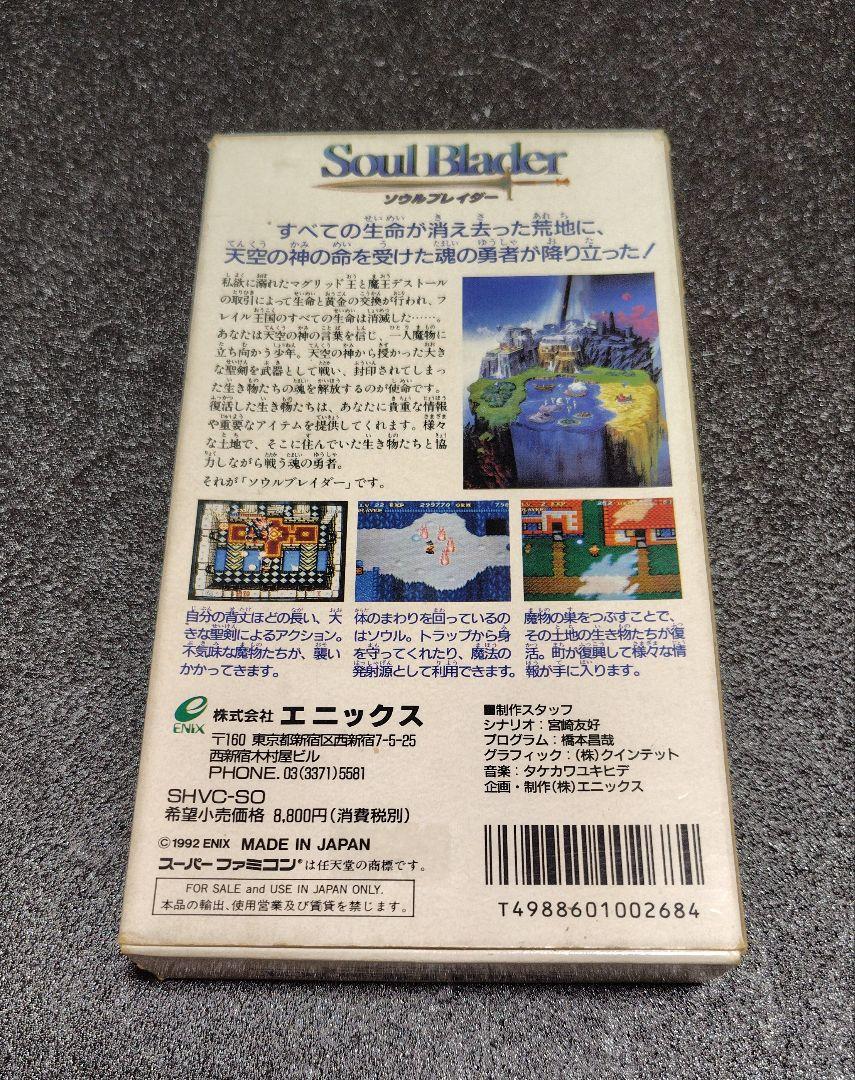 Soul Blader
ソウルブレイダー
すべての生命が消え去った荒地に、
天空の神の命を受けた魂の勇者が降り立った!
私欲に溺れたマグリッド王と魔王デストール
の取引によって生命と黄金の交換が行われ、フ
レイル王国のすべての生命は消滅した……。
あなたは天空の神の言葉を信じ、一人魔物に
立ち向かう少年。天空の神から授かった大き
な聖剣を武器として戦い、封印されてしまっ
た生き物たちの魂を解放するのが使命です。
復活した生き物たちは、あなたに貴重な情報
や重要なアイテムを提供してくれます。様々
な土地で、そこに住んでいた生き物たちと協
力しながら戦う魂の勇者。
それが「ソウルブレイダー」です。
自分の背丈ほどの長い、大
きな聖剣によるアクション。
不気味な魔物たちが、襲い
かかってきます。
LV 22 EXP 299770 GEM
PLAYER
体のまわりを回っているの
はソウル。トラップから身
を守ってくれたり、魔法の
発射源として利用できます。
魔物の巣をつぶすことで、
その土地の生き物たちが復
活。町が復興して様々な情
報が手に入ります。
ENIX
株式会社 エニックス
〒160 東京都新宿区西新宿7-5-25
西新宿木村屋ビル
PHONE. 03(3371)5581
SHVC-SO
希望小売価格 8,800円(消費税別)
©1992 ENIX MADE IN JAPAN
スーパーファミコン®は任天堂の商標です。
FOR SALE and USE IN JAPAN ONLY.
本品の輸出、使用営業及び賃貸を禁じます。
■制作スタッフ
シナリオ:宮崎友好
プログラム:橋本昌哉
グラフィック:(株)クインテット
音楽:タケカワユキヒデ
企画・制作(株)エニックス
T4988601002684